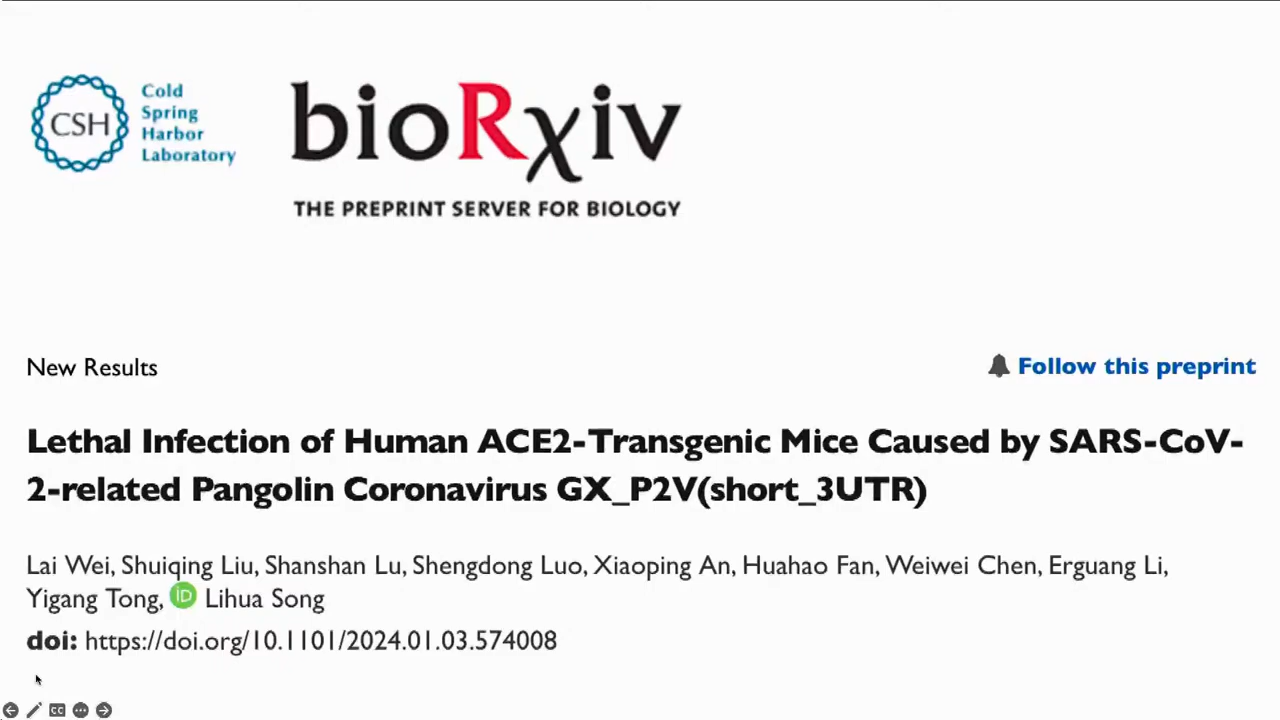 CSH
Cold
Spring
Harbor
Laboratory
bioRχiv
THE PREPRINT SERVER FOR BIOLOGY
New Results
Follow this preprint
Lethal Infection of Human ACE2-Transgenic Mice Caused by SARS-CoV-
2-related Pangolin Coronavirus GX_P2V(short_3UTR)
Lai Wei, Shuiqing Liu, Shanshan Lu, Shengdong Luo, Xiaoping An, Huahao Fan, Weiwei Chen, Erguang Li,
Yigang Tong, iD Lihua Song
doi: https://doi.org/10.1101/2024.01.03.574008
CC